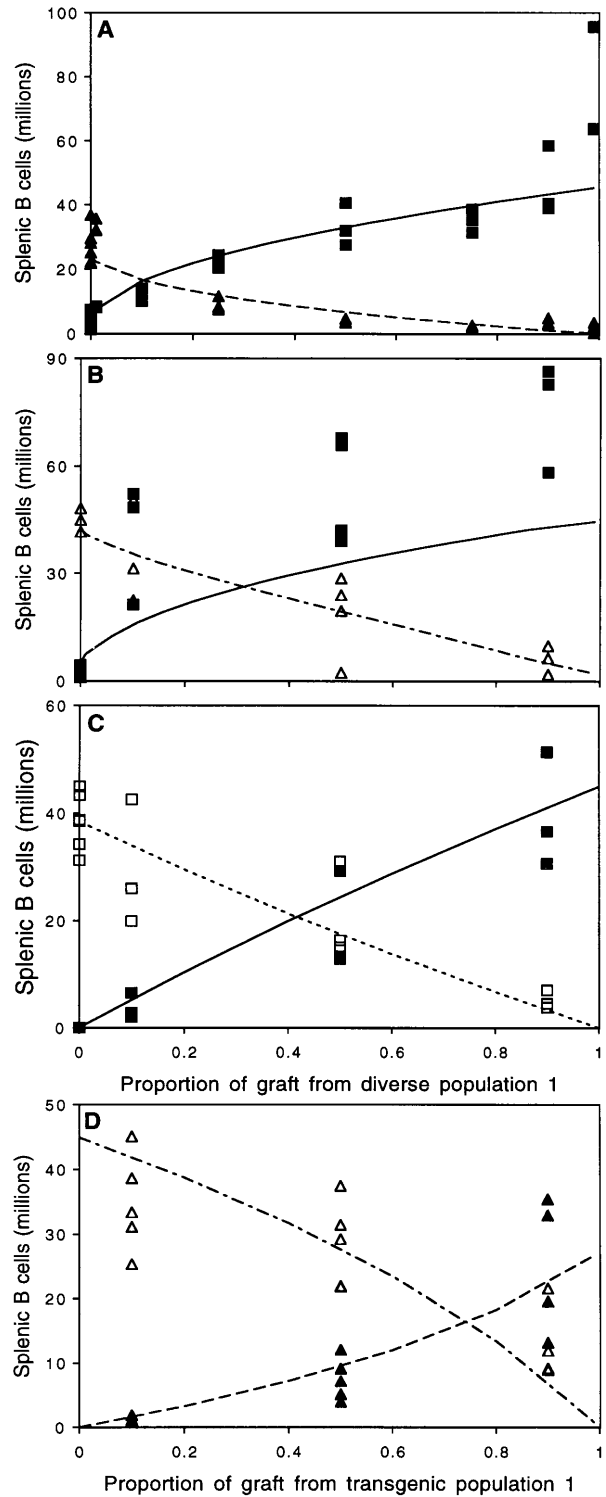 A
Splenic B cells (millions)
100
80
60
40
20
0
B
Splenic B cells (millions)
90
60
30
0
C
Splenic B cells (millions)
60
40
20
0
0 0.2 0.4 0.6 0.8 1
Proportion of graft from diverse population 1
D
Splenic B cells (millions)
50
40
30
20
10
0
0 0.2 0.4 0.6 0.8 1
Proportion of graft from transgenic population 1